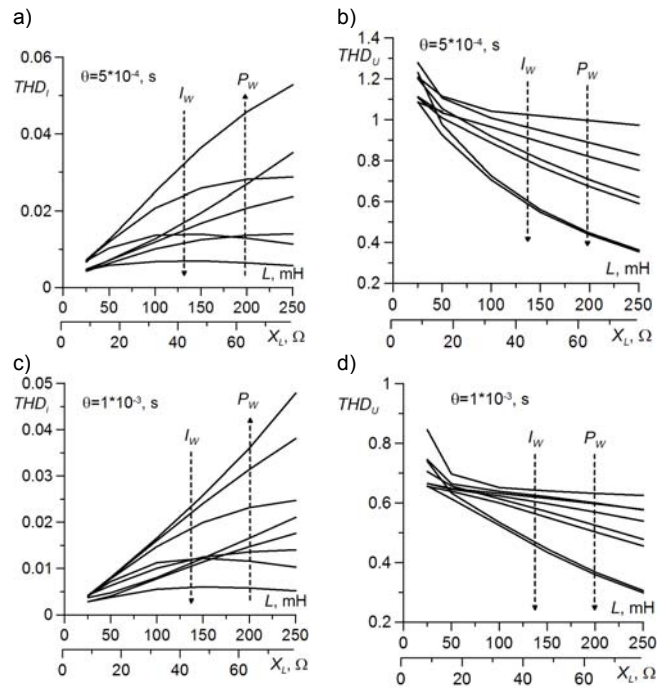 a)
0.06
THD_I
θ=5*10⁻⁴, s
I_W
P_W
0.04
0.02
L, mH
0
0 50 100 150 200 250
0 20 40 60
X_L, Ω
b)
1.4
THD_U
θ=5*10⁻⁴, s
1.2
I_W
P_W
1
0.8
0.6
0.4
L, mH
0.2
0 50 100 150 200 250
0 20 40 60
X_L, Ω
c)
0.05
THD_I
θ=1*10⁻³, s
P_W
0.04
I_W
0.03
0.02
0.01
L, mH
0
0 50 100 150 200 250
0 20 40 60
X_L, Ω
d)
1
THD_U
θ=1*10⁻³, s
0.8
I_W
P_W
0.6
0.4
0.2
L, mH
0
0 50 100 150 200 250
0 20 40 60
X_L, Ω